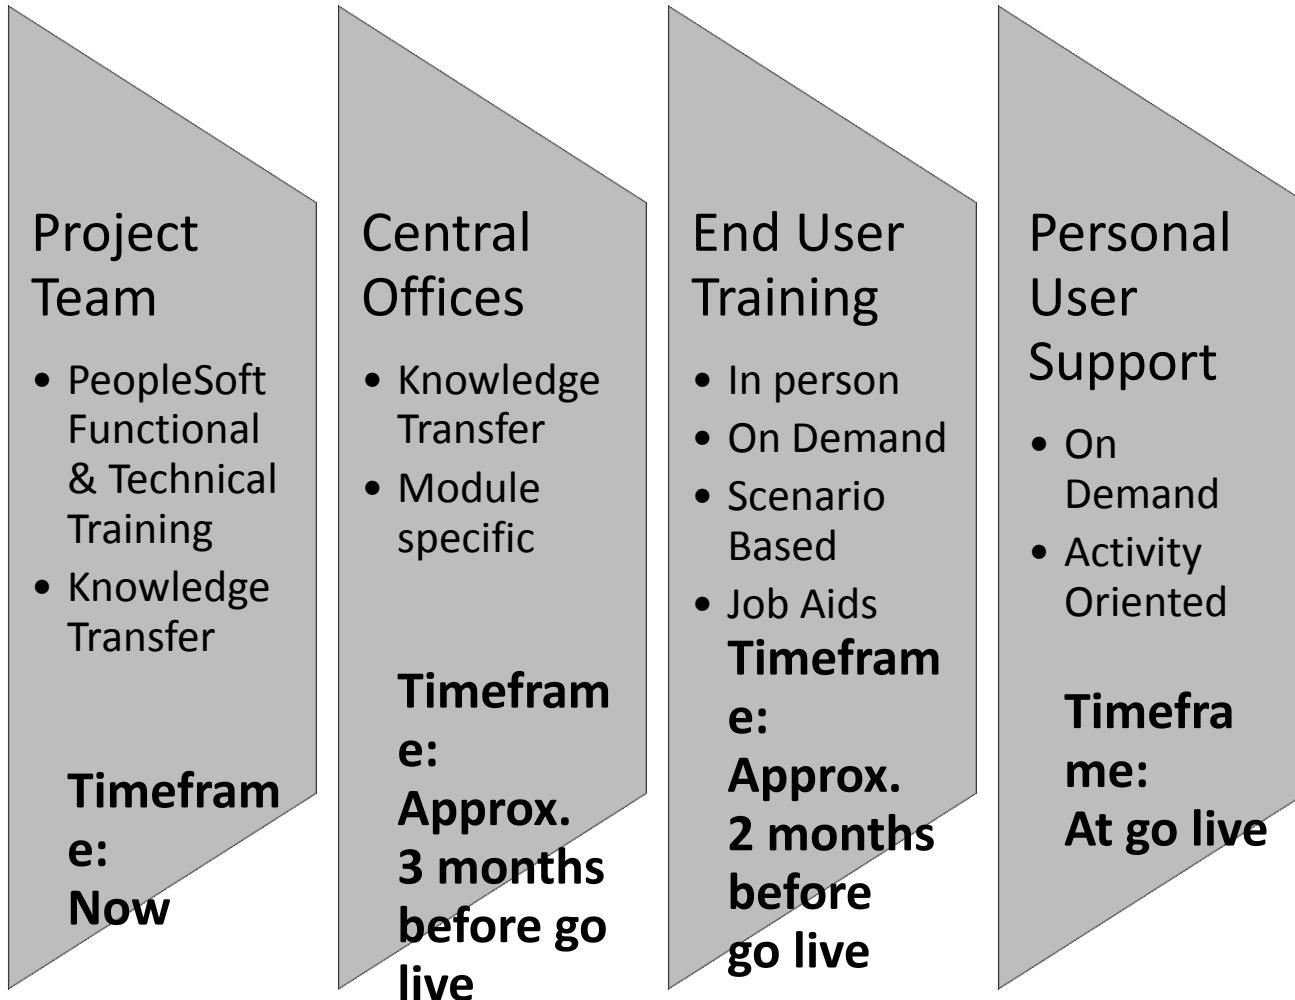 Project
Team
• PeopleSoft
Functional
& Technical
Training
• Knowledge
Transfer
Timefram
e:
Now
Central
Offices
• Knowledge
Transfer
• Module
specific
Timefram
e:
Approx.
3 months
before go
live
End User
Training
• In person
• On Demand
• Scenario
Based
• Job Aids
Timefram
e:
Approx.
2 months
before
go live
Personal
User
Support
• On
Demand
• Activity
Oriented
Timefra
me:
At go live